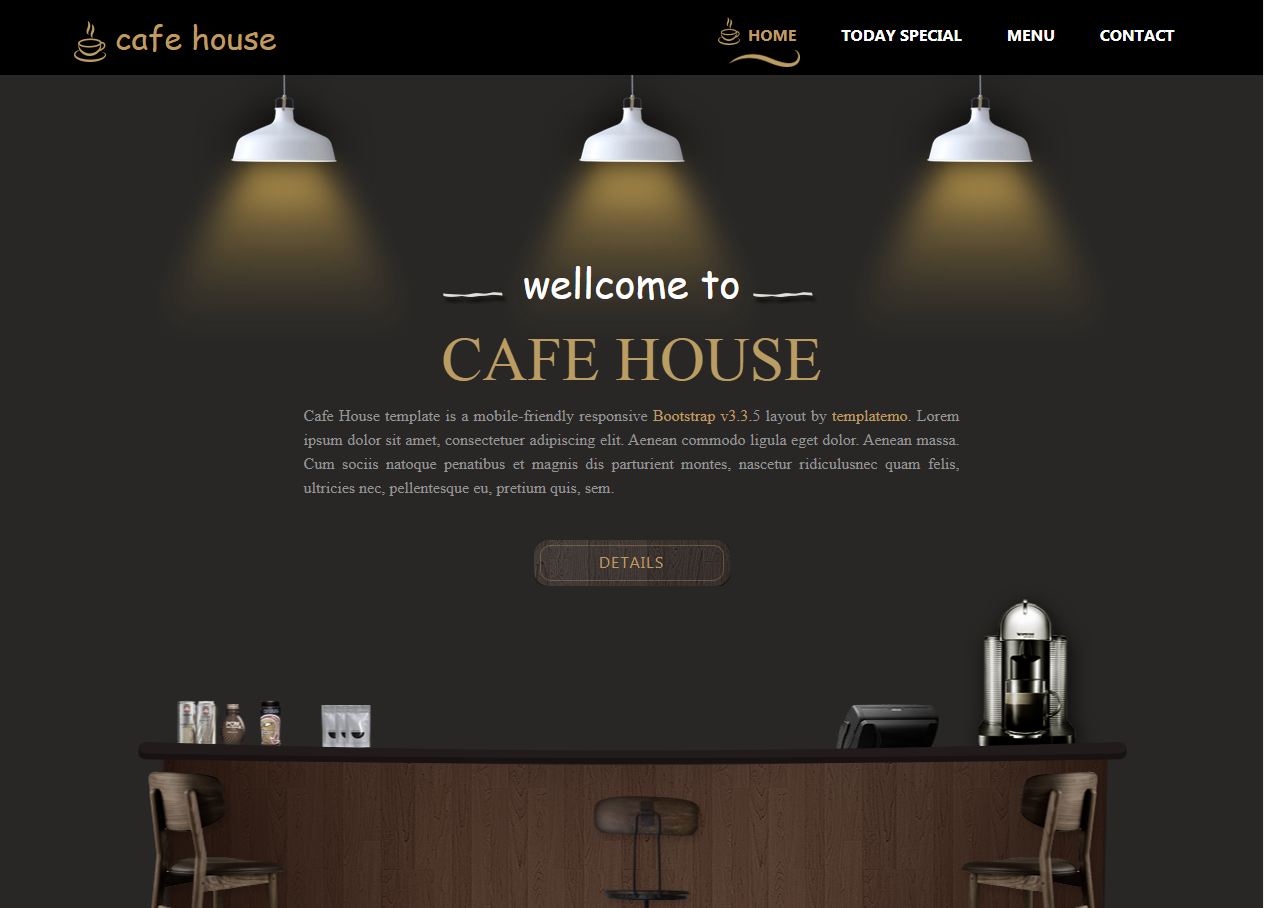 cafe house
HOME TODAY SPECIAL MENU CONTACT
wellcome to
CAFE HOUSE
Cafe House template is a mobile-friendly responsive Bootstrap v3.3.5 layout by templatemo. Lorem
ipsum dolor sit amet, consectetuer adipiscing elit. Aenean commodo ligula eget dolor. Aenean massa.
Cum sociis natoque penatibus et magnis dis parturient montes, nascetur ridiculusnec quam felis,
ultricies nec, pellentesque eu, pretium quis, sem.
DETAILS